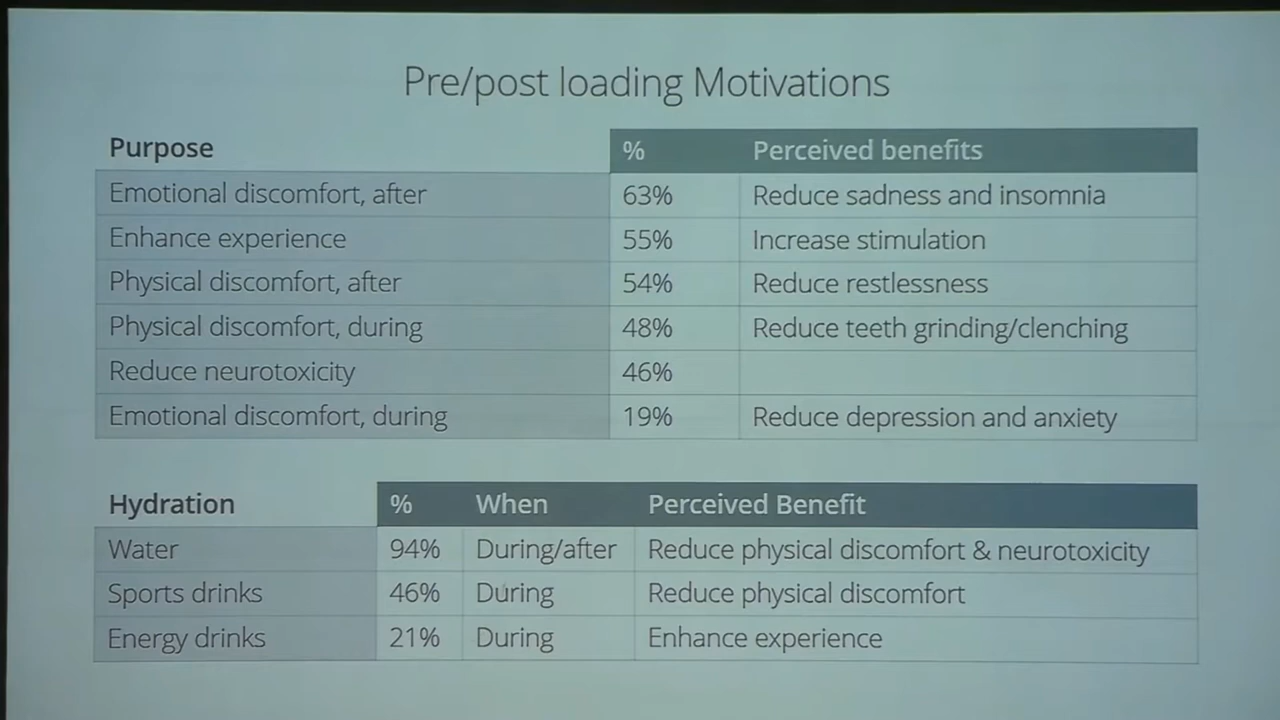 Pre/post loading Motivations
Purpose % Perceived benefits
Emotional discomfort, after 63% Reduce sadness and insomnia
Enhance experience 55% Increase stimulation
Physical discomfort, after 54% Reduce restlessness
Physical discomfort, during 48% Reduce teeth grinding/clenching
Reduce neurotoxicity 46%
Emotional discomfort, during 19% Reduce depression and anxiety
Hydration % When Perceived Benefit
Water 94% During/after Reduce physical discomfort & neurotoxicity
Sports drinks 46% During Reduce physical discomfort
Energy drinks 21% During Enhance experience